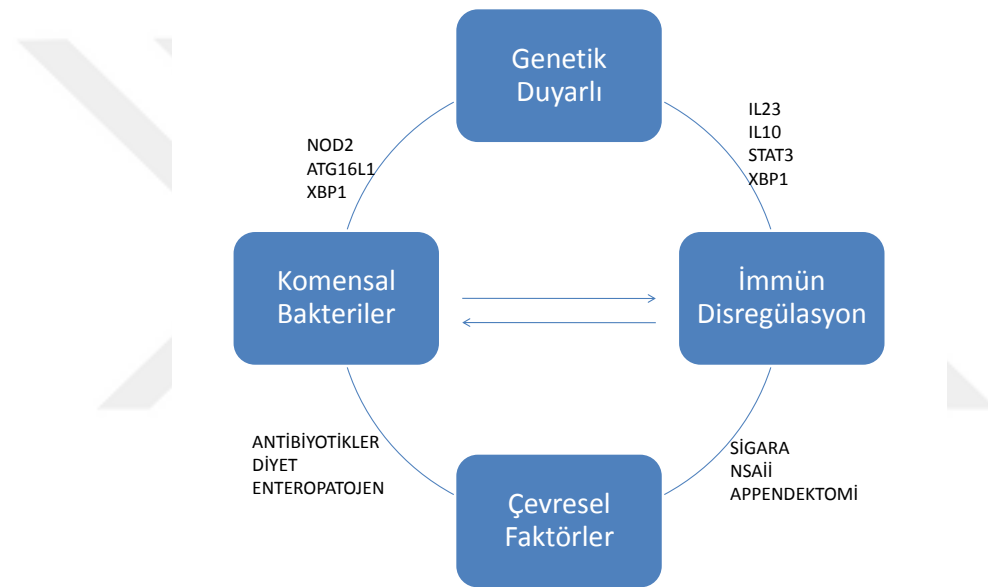 Genetik
Duyarlı
NOD2
ATG16L1
XBP1
IL23
IL10
STAT3
XBP1
Komensal
Bakteriler
İmmün
Disregülasyon
ANTİBİYOTİKLER
DİYET
ENTEROPATOJEN
SİGARA
NSAİİ
APPENDEKTOMİ
Çevresel
Faktörler